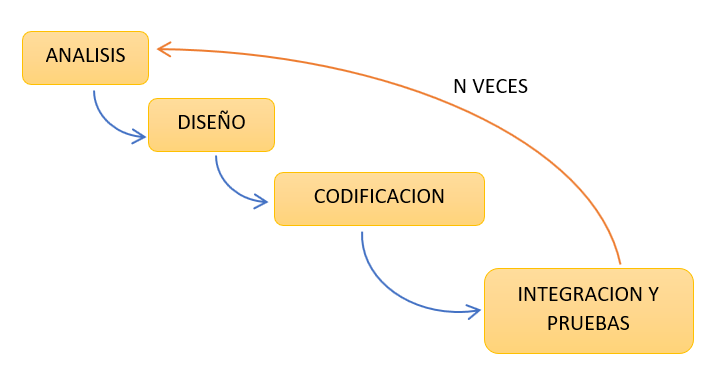 ANALISIS
N VECES
DISEÑO
CODIFICACION
INTEGRACION Y
PRUEBAS